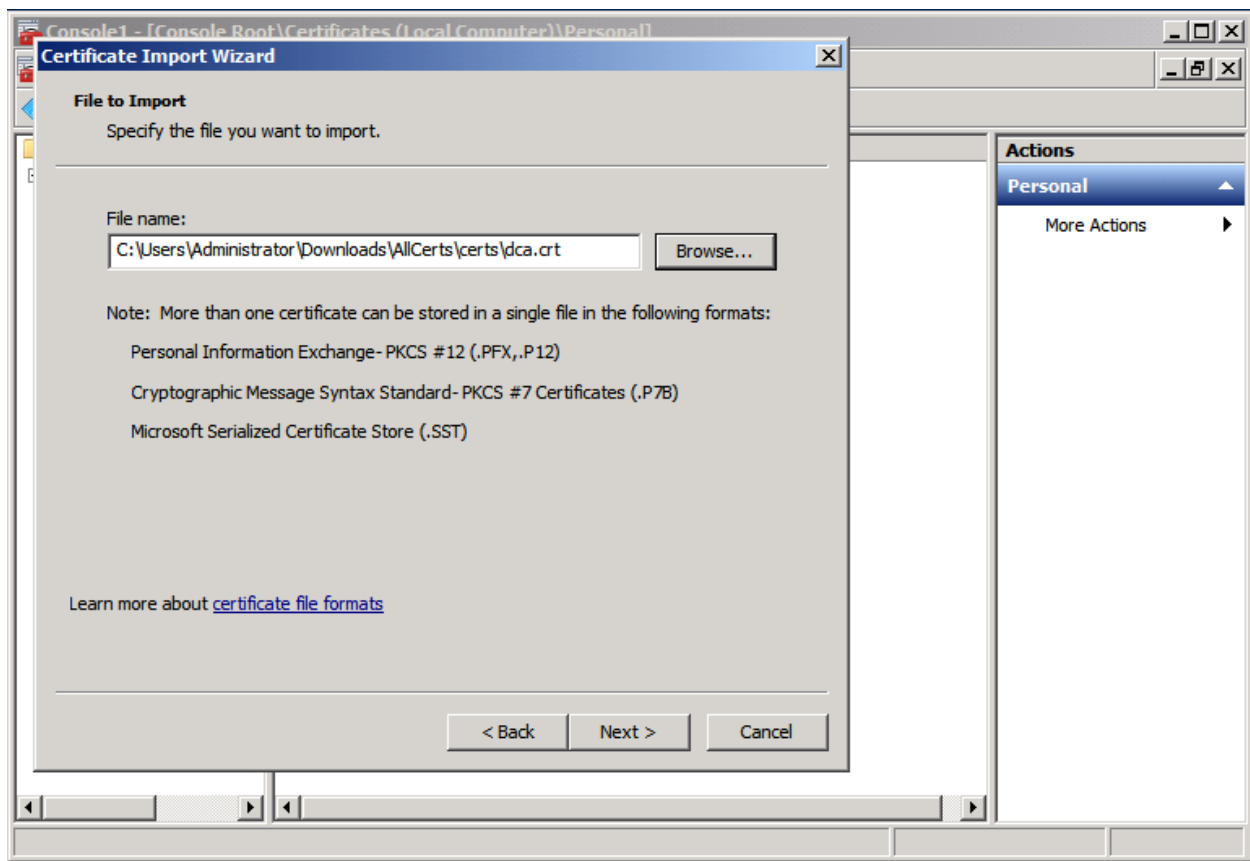 Console1 - [Console Root\Certificates (Local Computer)\Personal]
Certificate Import Wizard
File to Import
Specify the file you want to import.
File name:
C:\Users\Administrator\Downloads\AllCerts\certs\dca.crt
Browse...
Note: More than one certificate can be stored in a single file in the following formats:
Personal Information Exchange- PKCS #12 (.PFX,.P12)
Cryptographic Message Syntax Standard- PKCS #7 Certificates (.P7B)
Microsoft Serialized Certificate Store (.SST)
Learn more about certificate file formats
< Back
Next >
Cancel
Actions
Personal
More Actions